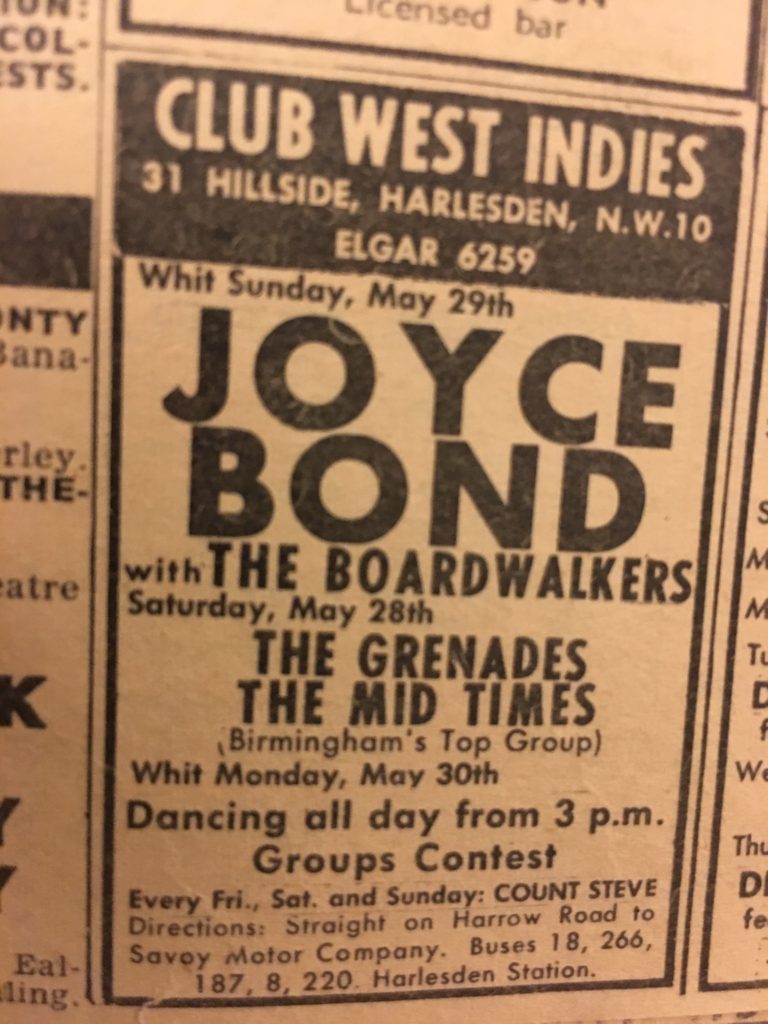 Licensed bar
CLUB WEST INDIES
31 HILLSIDE, HARLESDEN, N.W.10
ELGAR 6259
Whit Sunday, May 29th
JOYCE
BOND
with THE BOARDWALKERS
Saturday, May 28th
THE GRENADES
THE MID TIMES
(Birmingham's Top Group)
Whit Monday, May 30th
Dancing all day from 3 p.m.
Groups Contest
Every Fri., Sat. and Sunday: COUNT STEVE
Directions: Straight on Harrow Road to
Savoy Motor Company. Buses 18, 266,
187, 8, 220. Harlesden Station.